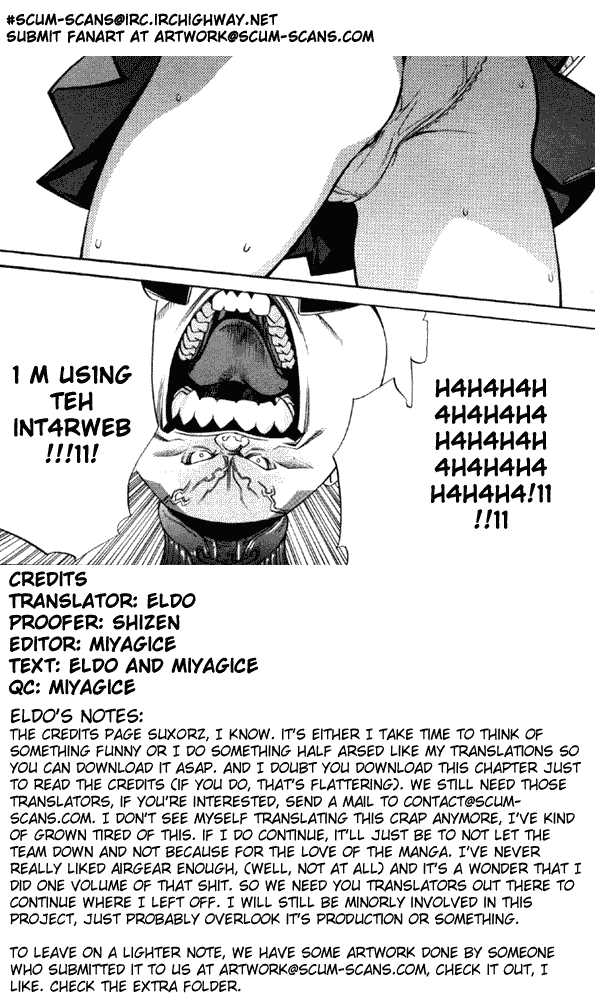 #SCUM-SCANS@IRC.IRCHIGHWAY.NET
SUBMIT FANART AT ARTWORK@SCUM-SCANS.COM
1 M US1NG
TEH
INT4RWEB
!!!11!
H4H4H4H
4H4H4H4
H4H4H4H
4H4H4H4
H4H4H4!11
!!11
CREDITS
TRANSLATOR: ELDO
PROOFER: SHIZEN
EDITOR: MIYAGICE
TEXT: ELDO AND MIYAGICE
QC: MIYAGICE
ELDO'S NOTES:
THE CREDITS PAGE SUXORZ, I KNOW. IT'S EITHER I TAKE TIME TO THINK OF
SOMETHING FUNNY OR I DO SOMETHING HALF ARSED LIKE MY TRANSLATIONS SO
YOU CAN DOWNLOAD IT ASAP. AND I DOUBT YOU DOWNLOAD THIS CHAPTER JUST
TO READ THE CREDITS (IF YOU DO, THAT'S FLATTERING). WE STILL NEED THOSE
TRANSLATORS, IF YOU'RE INTERESTED, SEND A MAIL TO CONTACT@SCUM-
SCANS.COM. I DON'T SEE MYSELF TRANSLATING THIS CRAP ANYMORE, I'VE KIND
OF GROWN TIRED OF THIS. IF I DO CONTINUE, IT'LL JUST BE TO NOT LET THE
TEAM DOWN AND NOT BECAUSE FOR THE LOVE OF THE MANGA. I'VE NEVER
REALLY LIKED AIRGEAR ENOUGH, (WELL, NOT AT ALL) AND IT'S A WONDER THAT I
DID ONE VOLUME OF THAT SHIT. SO WE NEED YOU TRANSLATORS OUT THERE TO
CONTINUE WHERE I LEFT OFF. I WILL STILL BE MINORLY INVOLVED IN THIS
PROJECT, JUST PROBABLY OVERLOOK IT'S PRODUCTION OR SOMETHING.
TO LEAVE ON A LIGHTER NOTE, WE HAVE SOME ARTWORK DONE BY SOMEONE
WHO SUBMITTED IT TO US AT ARTWORK@SCUM-SCANS.COM, CHECK IT OUT, I
LIKE. CHECK THE EXTRA FOLDER.